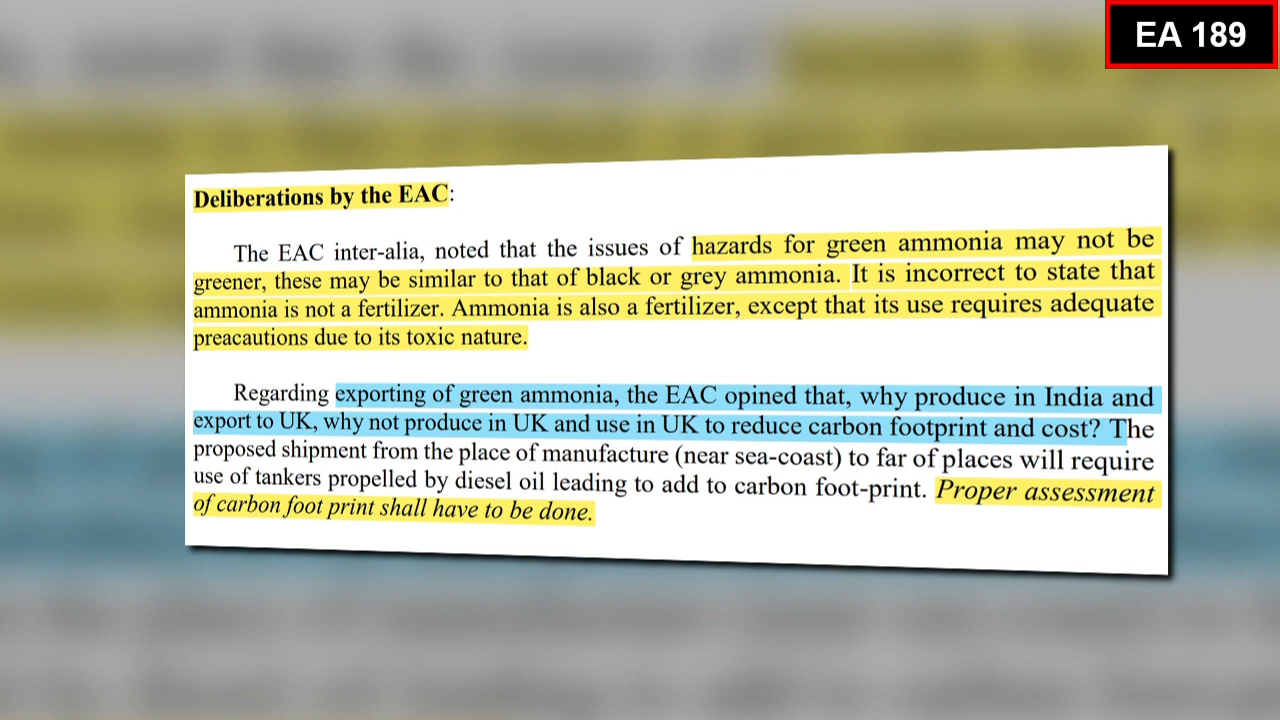 EA 189
Deliberations by the EAC:
The EAC inter-alia, noted that the issues of hazards for green ammonia may not be
greener, these may be similar to that of black or grey ammonia. It is incorrect to state that
ammonia is not a fertilizer. Ammonia is also a fertilizer, except that its use requires adequate
preacautions due to its toxic nature.
Regarding exporting of green ammonia, the EAC opined that, why produce in India and
export to UK, why not produce in UK and use in UK to reduce carbon footprint and cost? The
proposed shipment from the place of manufacture (near sea-coast) to far of places will require
use of tankers propelled by diesel oil leading to add to carbon foot-print. Proper assessment
of carbon foot print shall have to be done.